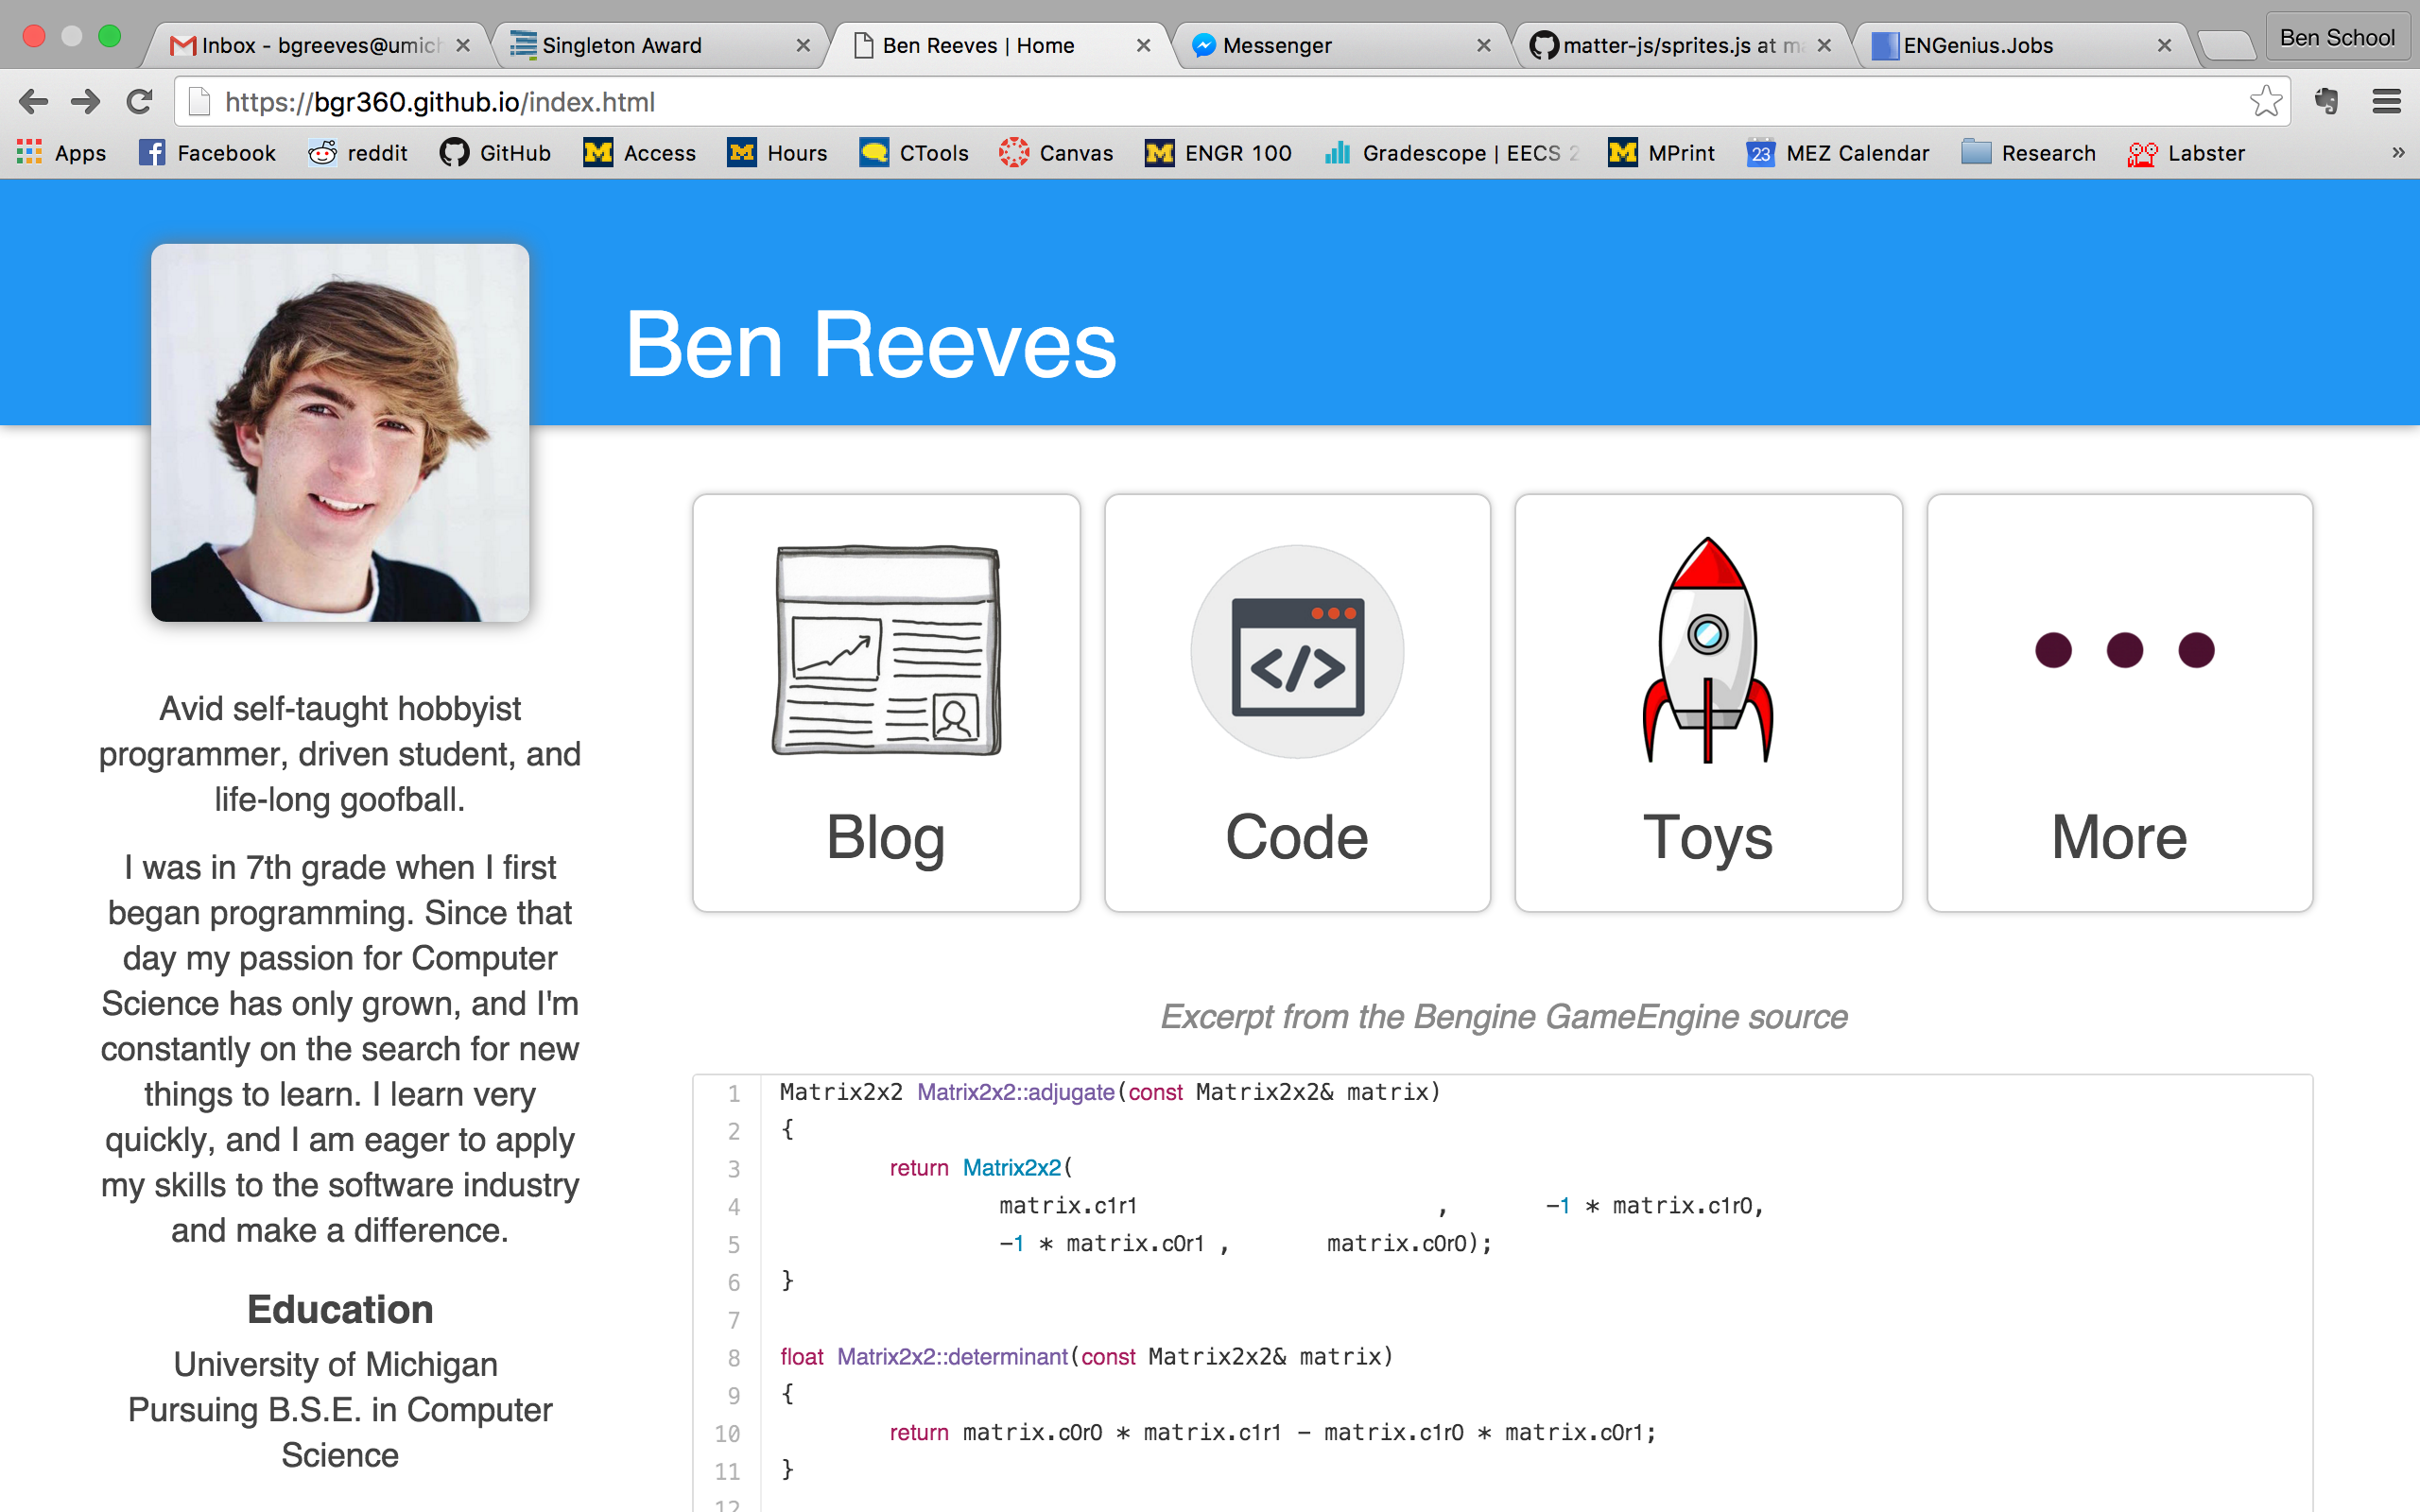 Inbox - bgreeves@umich
Singleton Award
Ben Reeves | Home
Messenger
matter-js/sprites.js at ma
ENGenius.Jobs
Ben School
https://bgr360.github.io/index.html
Apps
Facebook
reddit
GitHub
Access
Hours
CTools
Canvas
ENGR 100
Gradescope | EECS 2
MPrint
23
MEZ Calendar
Research
Labster
»
Ben Reeves
Avid self-taught hobbyist
programmer, driven student, and
life-long goofball.
I was in 7th grade when I first
began programming. Since that
day my passion for Computer
Science has only grown, and I'm
constantly on the search for new
things to learn. I learn very
quickly, and I am eager to apply
my skills to the software industry
and make a difference.
Education
University of Michigan
Pursuing B.S.E. in Computer
Science
</>
Blog
Code
Toys
More
Excerpt from the Bengine GameEngine source
1 Matrix2x2 Matrix2x2::adjugate(const Matrix2x2& matrix)
2 {
3 return Matrix2x2(
4 matrix.c1r1 , -1 * matrix.c1r0,
5 -1 * matrix.c0r1 , matrix.c0r0);
6 }
7
8 float Matrix2x2::determinant(const Matrix2x2& matrix)
9 {
10 return matrix.c0r0 * matrix.c1r1 - matrix.c1r0 * matrix.c0r1;
11 }
12